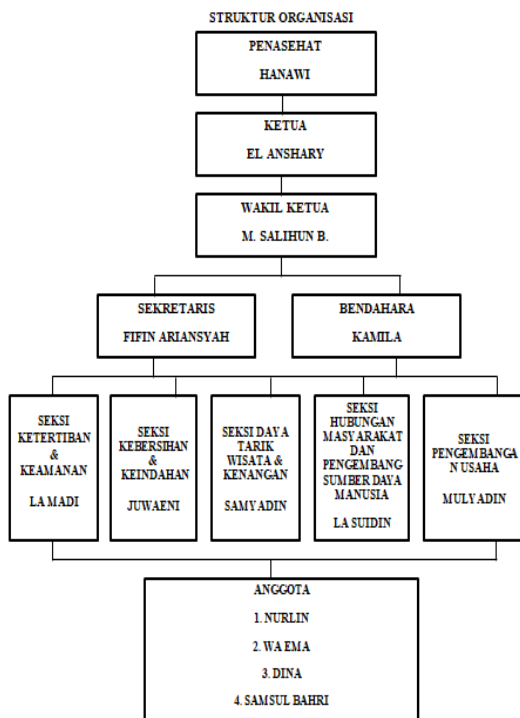 STRUKTUR ORGANISASI
PENASEHAT
HANAWI
KETUA
EL ANSHARY
WAKIL KETUA
M. SALIHUN B.
SEKRETARIS
FIFIN ARIANSYAH
BENDAHARA
KAMILA
SEKSI
KETERTIBAN
&
KEAMANAN
LA MADI
SEKSI
KEBERSIHAN
&
KEINDAHAN
JUWAENI
SEKSI DAYA
TARIK
WISATA &
KENANGAN
SAMYADIN
SEKSI
HUBUNGAN
MASYARAKAT
DAN
PENGEMBANG
SUMBER DAYA
MANUSIA
LA SUIDIN
SEKSI
PENGEMBANGA
N USAHA
MULYADIN
ANGGOTA
1. NURLIN
2. WA EMA
3. DINA
4. SAMSUL BAHRI